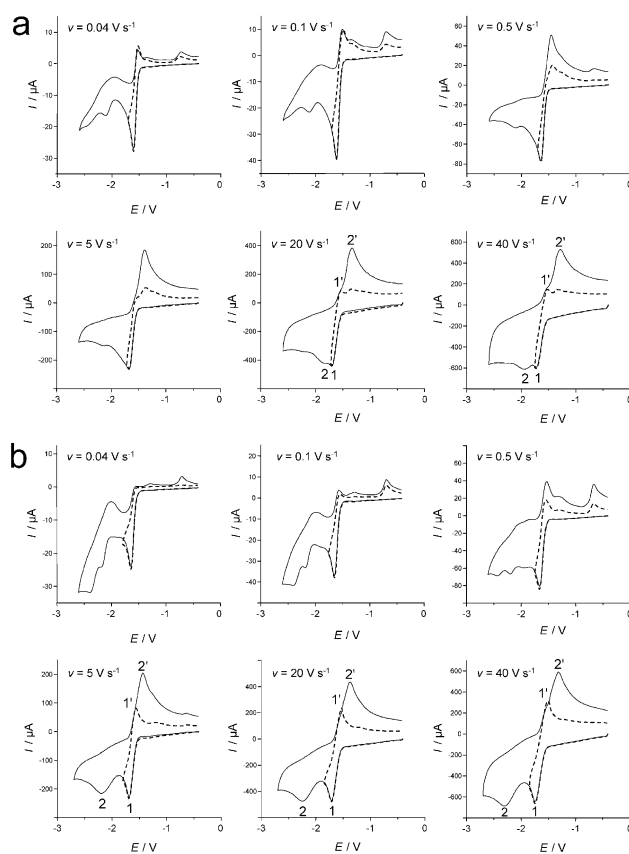 a
v = 0.04 V s⁻¹
10
0
-10
-20
-30
I / μA
-3 -2 -1 0
E / V
v = 0.1 V s⁻¹
10
0
-10
-20
-30
-40
I / μA
-3 -2 -1 0
E / V
v = 0.5 V s⁻¹
60
40
20
0
-20
-40
-60
-80
I / μA
-3 -2 -1 0
E / V
v = 5 V s⁻¹
200
100
0
-100
-200
I / μA
-3 -2 -1 0
E / V
v = 20 V s⁻¹
2'
1'
400
200
0
-200
-400
-600
I / μA
2 1
-3 -2 -1 0
E / V
v = 40 V s⁻¹
2'
1'
600
400
200
0
-200
-400
-600
-800
I / μA
2 1
-3 -2 -1 0
E / V
b
v = 0.04 V s⁻¹
10
0
-10
-20
-30
I / μA
-3 -2 -1 0
E / V
v = 0.1 V s⁻¹
20
0
-20
-40
I / μA
-3 -2 -1 0
E / V
v = 0.5 V s⁻¹
60
40
20
0
-20
-40
-60
-80
I / μA
-3 -2 -1 0
E / V
v = 5 V s⁻¹
2'
1'
200
100
0
-100
-200
I / μA
2 1
-3 -2 -1 0
E / V
v = 20 V s⁻¹
2'
1'
400
200
0
-200
-400
-600
I / μA
2 1
-3 -2 -1 0
E / V
v = 40 V s⁻¹
2'
1'
600
400
200
0
-200
-400
-600
I / μA
2 1
-3 -2 -1 0
E / V